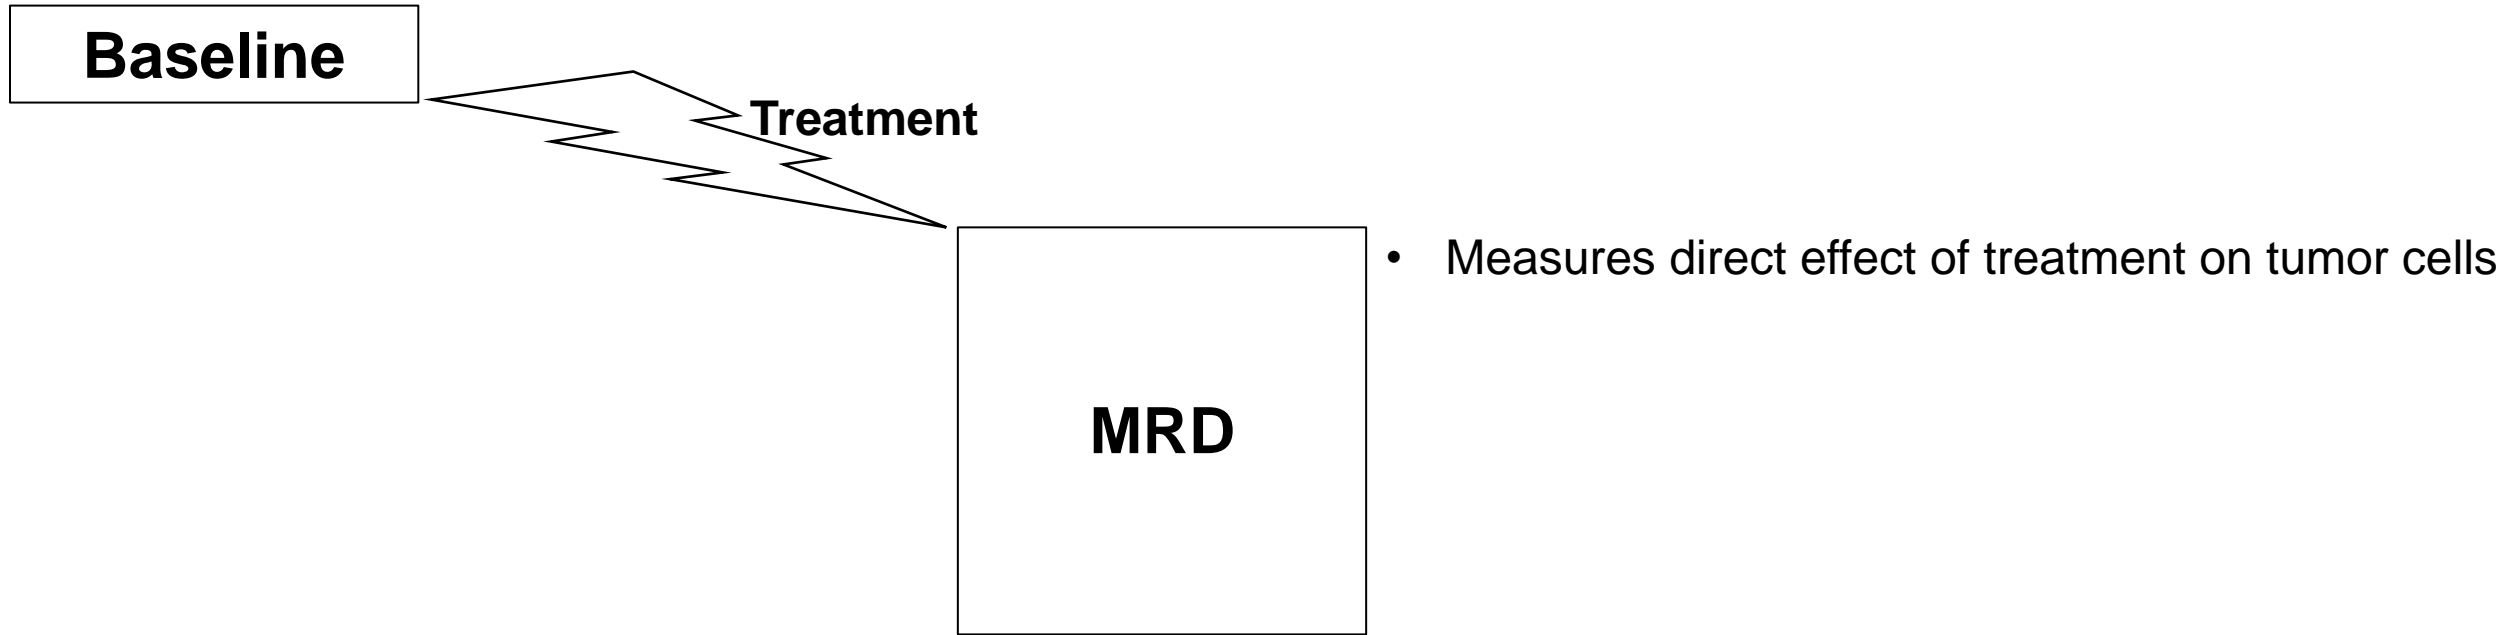 Baseline
Treatment
• Measures direct effect of treatment on tumor cells
MRD